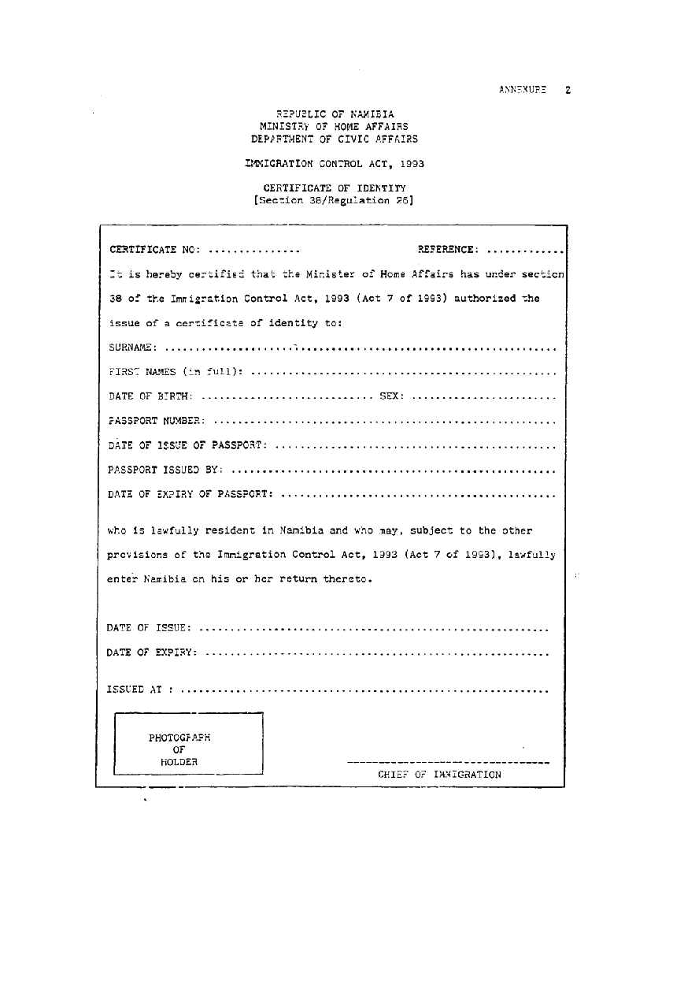 ANNEXURE 2
REPUBLIC OF NAMIBIA
MINISTRY OF HOME AFFAIRS
DEPARTMENT OF CIVIC AFFAIRS
IMMIGRATION CONTROL ACT, 1993
CERTIFICATE OF IDENTITY
[Section 38/Regulation 26]
CERTIFICATE NO: ............... REFERENCE: .............
It is hereby certified that the Minister of Home Affairs has under section
38 of the Immigration Control Act, 1993 (Act 7 of 1993) authorized the
issue of a certificate of identity to:
SURNAME: ................................................................
FIRST NAMES (in full): ..................................................
DATE OF BIRTH: ............................ SEX: ........................
PASSPORT NUMBER: ........................................................
DATE OF ISSUE OF PASSPORT: ..............................................
PASSPORT ISSUED BY: .....................................................
DATE OF EXPIRY OF PASSPORT: .............................................
who is lawfully resident in Namibia and who may, subject to the other
provisions of the Immigration Control Act, 1993 (Act 7 of 1993), lawfully
enter Namibia on his or her return thereto.
DATE OF ISSUE: .........................................................
DATE OF EXPIRY: ........................................................
ISSUED AT : ............................................................
PHOTOGRAPH
OF
HOLDER
---------------------------------
CHIEF OF IMMIGRATION